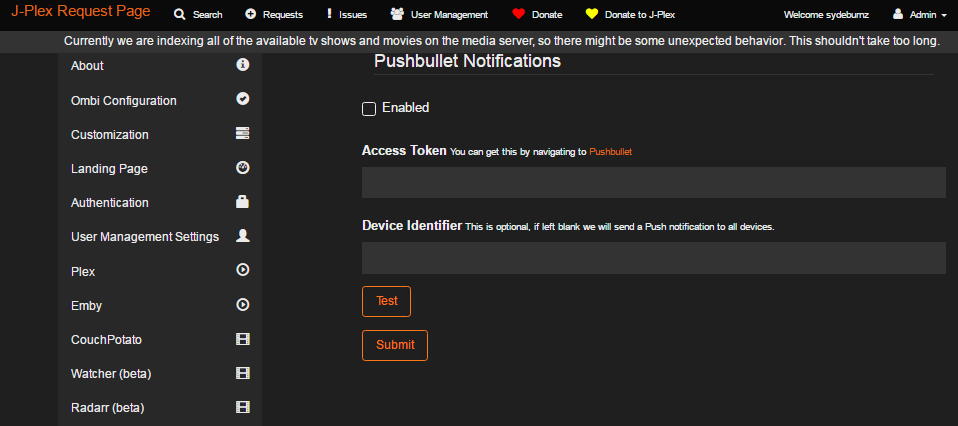 J-Plex Request Page Search Requests Issues User Management Donate Donate to J-Plex Welcome sydeburnz Admin
Currently we are indexing all of the available tv shows and movies on the media server, so there might be some unexpected behavior. This shouldn't take too long.
About
Ombi Configuration
Customization
Landing Page
Authentication
User Management Settings
Plex
Emby
CouchPotato
Watcher (beta)
Radarr (beta)
Pushbullet Notifications
Enabled
Access Token You can get this by navigating to Pushbullet
Device Identifier This is optional, if left blank we will send a Push notification to all devices.
Test
Submit